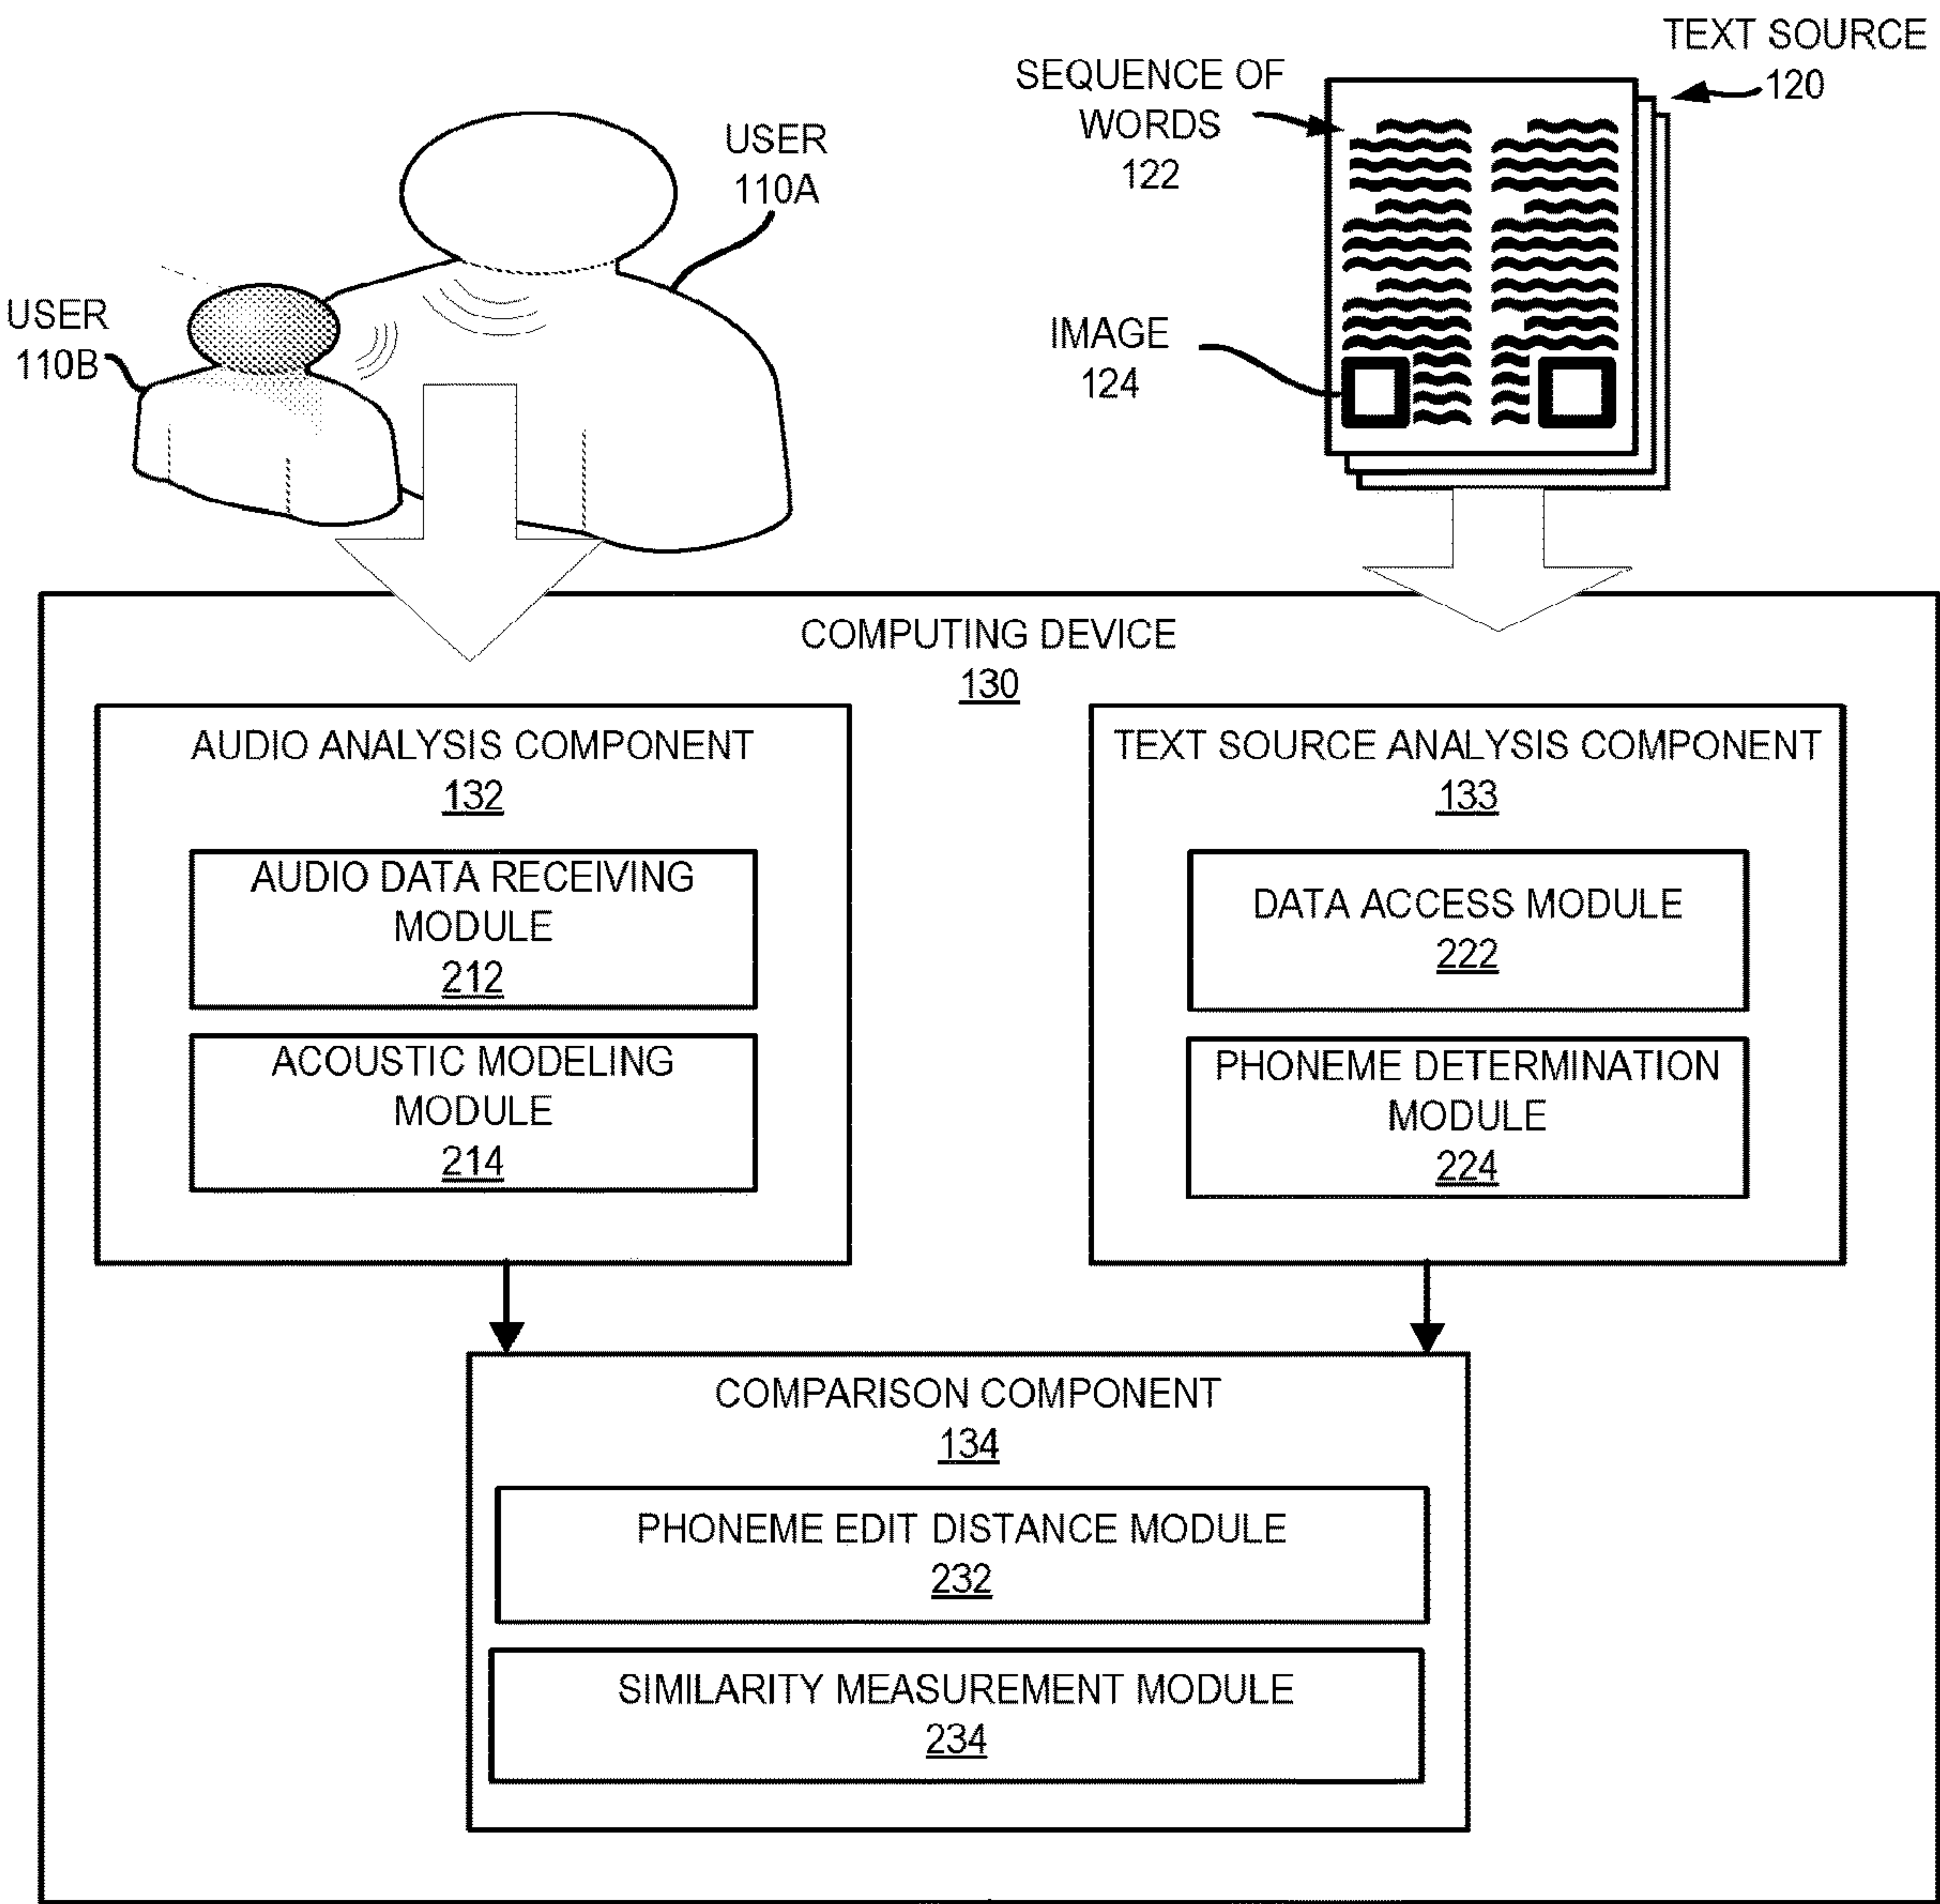 TEXT SOURCE
120
SEQUENCE OF
WORDS
122
USER
110A
USER
110B
IMAGE
124
COMPUTING DEVICE
130
AUDIO ANALYSIS COMPONENT
132
AUDIO DATA RECEIVING
MODULE
212
ACOUSTIC MODELING
MODULE
214
TEXT SOURCE ANALYSIS COMPONENT
133
DATA ACCESS MODULE
222
PHONEME DETERMINATION
MODULE
224
COMPARISON COMPONENT
134
PHONEME EDIT DISTANCE MODULE
232
SIMILARITY MEASUREMENT MODULE
234